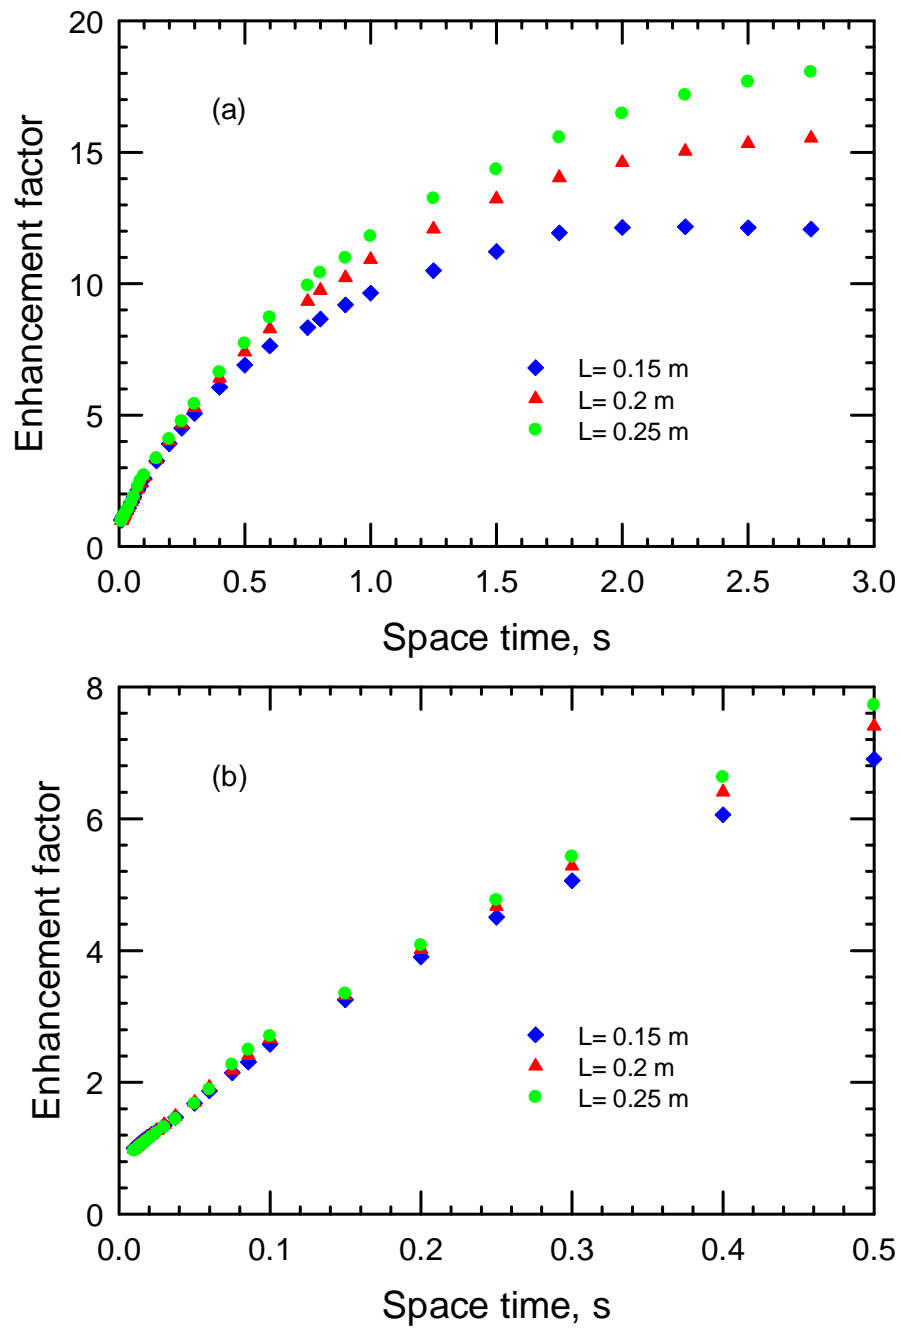 20
(a)
15
10
5
0
Enhancement factor
L= 0.15 m
L= 0.2 m
L= 0.25 m
0.0 0.5 1.0 1.5 2.0 2.5 3.0
Space time, s
8
(b)
6
4
2
0
Enhancement factor
L= 0.15 m
L= 0.2 m
L= 0.25 m
0.0 0.1 0.2 0.3 0.4 0.5
Space time, s